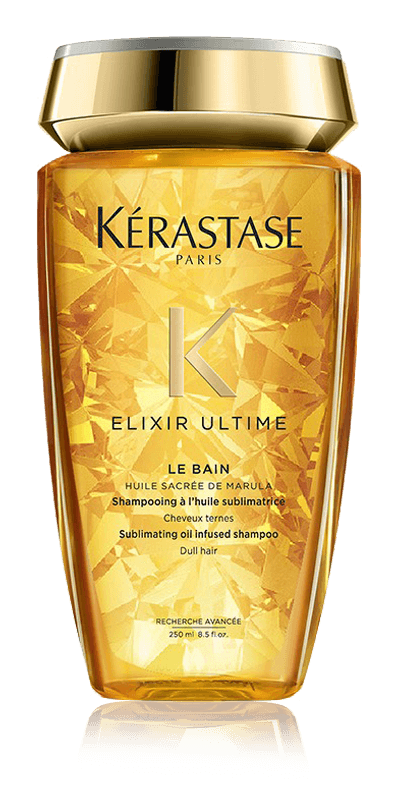 KÉRASTASE
PARIS
K
ELIXIR ULTIME
LE BAIN
HUILE SACRÉE DE MARULA
Shampooing à l'huile sublimatrice
Cheveux ternes
Sublimating oil infused shampoo
Dull hair
RECHERCHE AVANCÉE
250 ml 8.5 fl.oz.